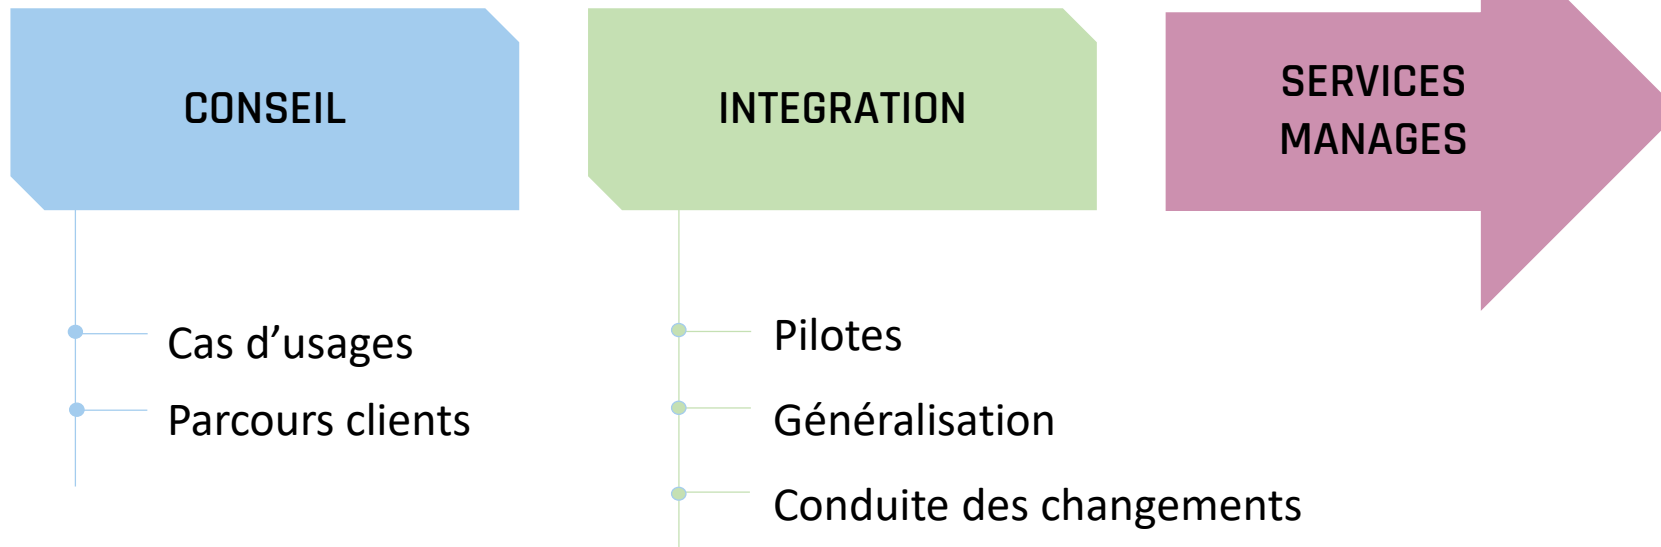 CONSEIL
INTEGRATION
SERVICES
MANAGES
Cas d’usages
Parcours clients
Pilotes
Généralisation
Conduite des changements